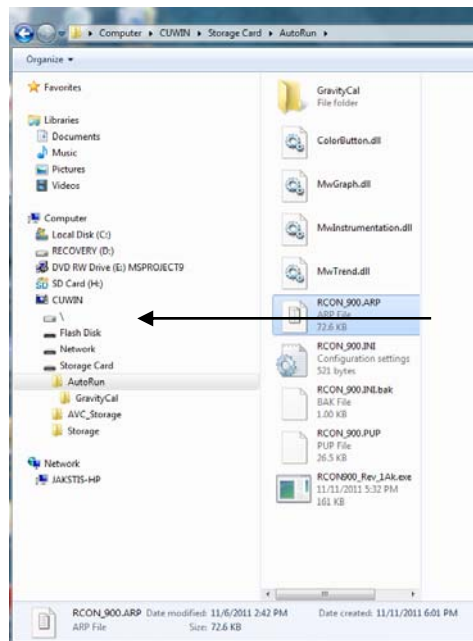 Computer ▸ CUWIN ▸ Storage Card ▸ AutoRun ▸
Organize ▾
Favorites
Libraries
Documents
Music
Pictures
Videos
Computer
Local Disk (C:)
RECOVERY (D:)
DVD RW Drive (E:) MSPROJECT9
SD Card (H:)
CUWIN
\
Flash Disk
Network
Storage Card
AutoRun
GravityCal
AVC_Storage
Storage
Network
JAKSTIS-HP
GravityCal
File folder
ColorButton.dll
MwGraph.dll
MwInstrumentation.dll
MwTrend.dll
RCON_900.ARP
ARP File
72.6 KB
RCON_900.INI
Configuration settings
521 bytes
RCON_900.INI.bak
BAK File
1.00 KB
RCON_900.PUP
PUP File
26.5 KB
RCON900_Rev_1Ak.exe
11/11/2011 5:32 PM
161 KB
RCON_900.ARP Date modified: 11/6/2011 2:42 PM Date created: 11/11/2011 6:01 PM
ARP File Size: 72.6 KB